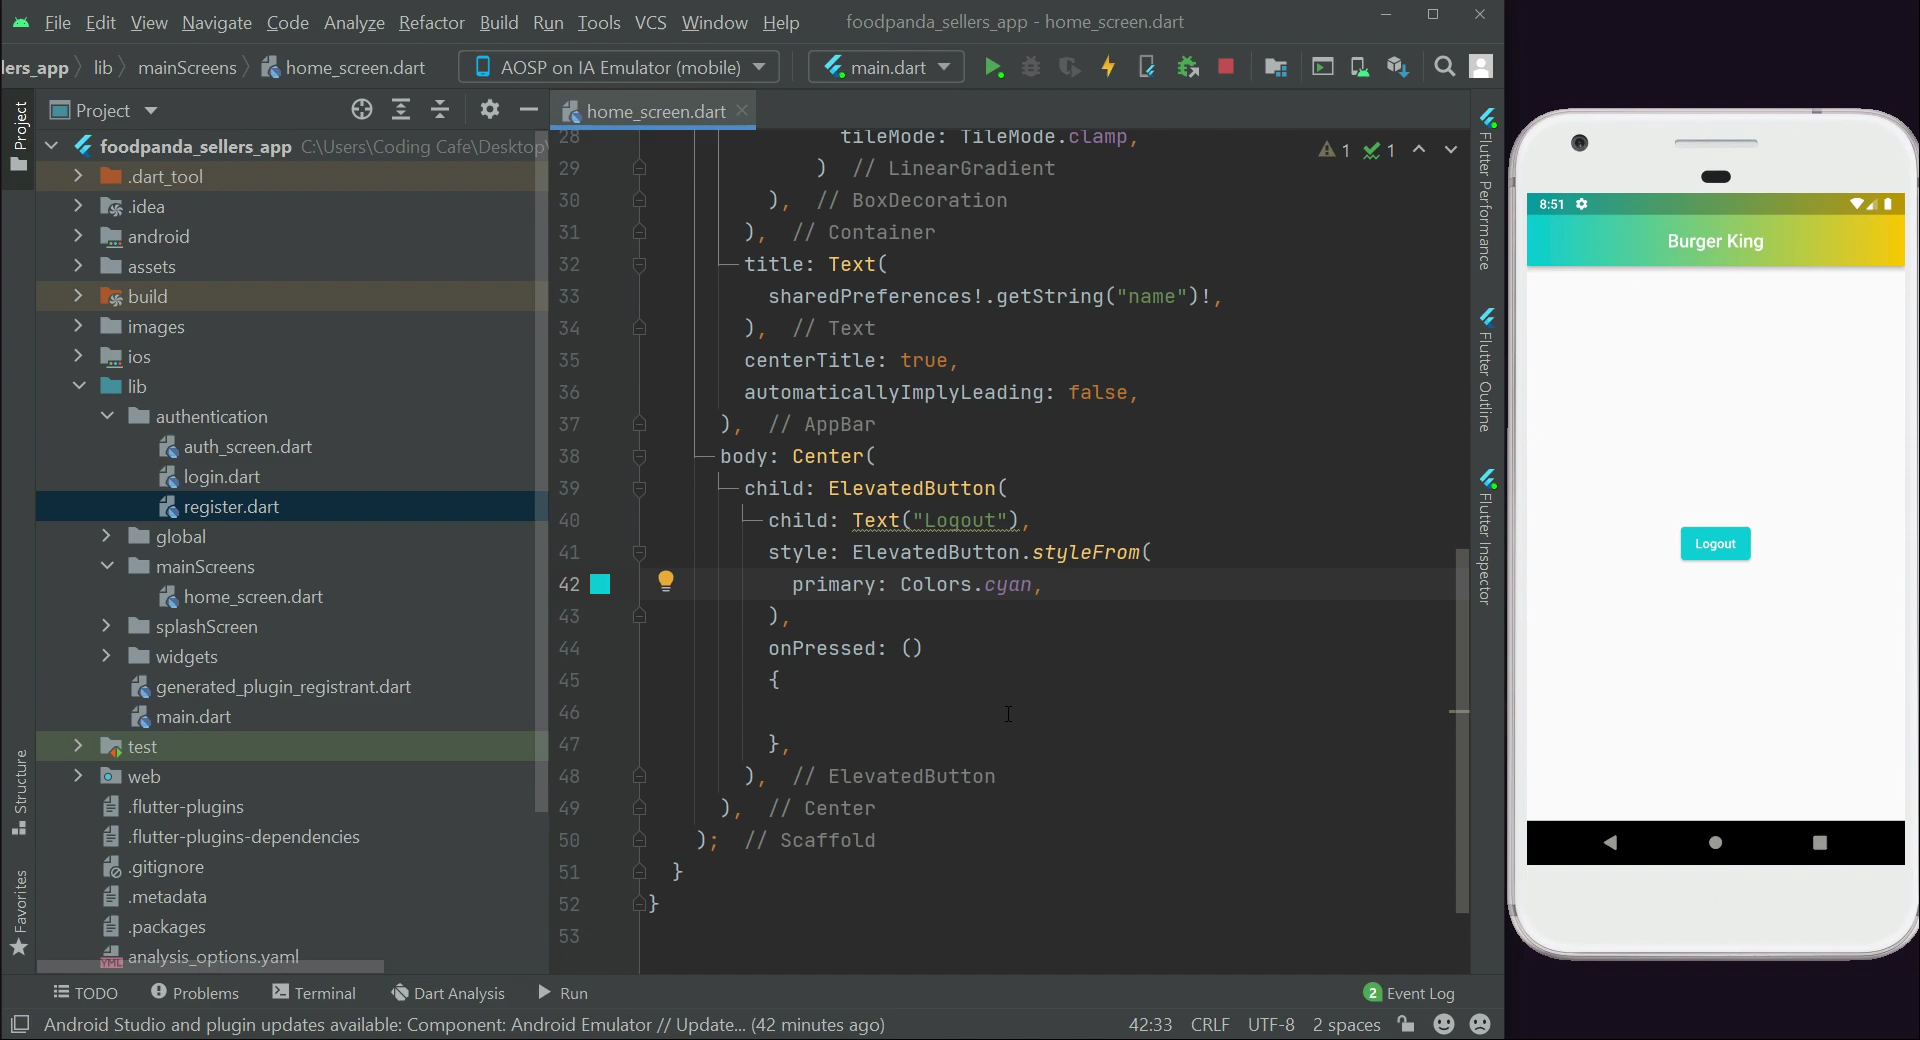 File Edit View Navigate Code Analyze Refactor Build Run Tools VCS Window Help foodpanda_sellers_app - home_screen.dart
lers_app lib mainScreens home_screen.dart AOSP on IA Emulator (mobile) main.dart
Project
Project
home_screen.dart
foodpanda_sellers_app C:\Users\Coding Cafe\Desktop
.dart_tool
.idea
android
assets
build
images
ios
lib
authentication
auth_screen.dart
login.dart
register.dart
global
mainScreens
home_screen.dart
splashScreen
widgets
generated_plugin_registrant.dart
main.dart
test
web
.flutter-plugins
.flutter-plugins-dependencies
.gitignore
.metadata
.packages
analysis_options.yaml
Structure
Favorites
28 tileMode: TileMode.clamp,
29 ) // LinearGradient
30 ), // BoxDecoration
31 ), // Container
32 title: Text(
33 sharedPreferences!.getString("name")!,
34 ), // Text
35 centerTitle: true,
36 automaticallyImplyLeading: false,
37 ), // AppBar
38 body: Center(
39 child: ElevatedButton(
40 child: Text("Logout"),
41 style: ElevatedButton.styleFrom(
42 primary: Colors.cyan,
43 ),
44 onPressed: ()
45 {
46
47 },
48 ), // ElevatedButton
49 ), // Center
50 ); // Scaffold
51 }
52 }
53
1 1
Flutter Performance
Flutter Outline
Flutter Inspector
8:51
Burger King
Logout
TODO Problems Terminal Dart Analysis Run 2 Event Log
Android Studio and plugin updates available: Component: Android Emulator // Update... (42 minutes ago) 42:33 CRLF UTF-8 2 spaces